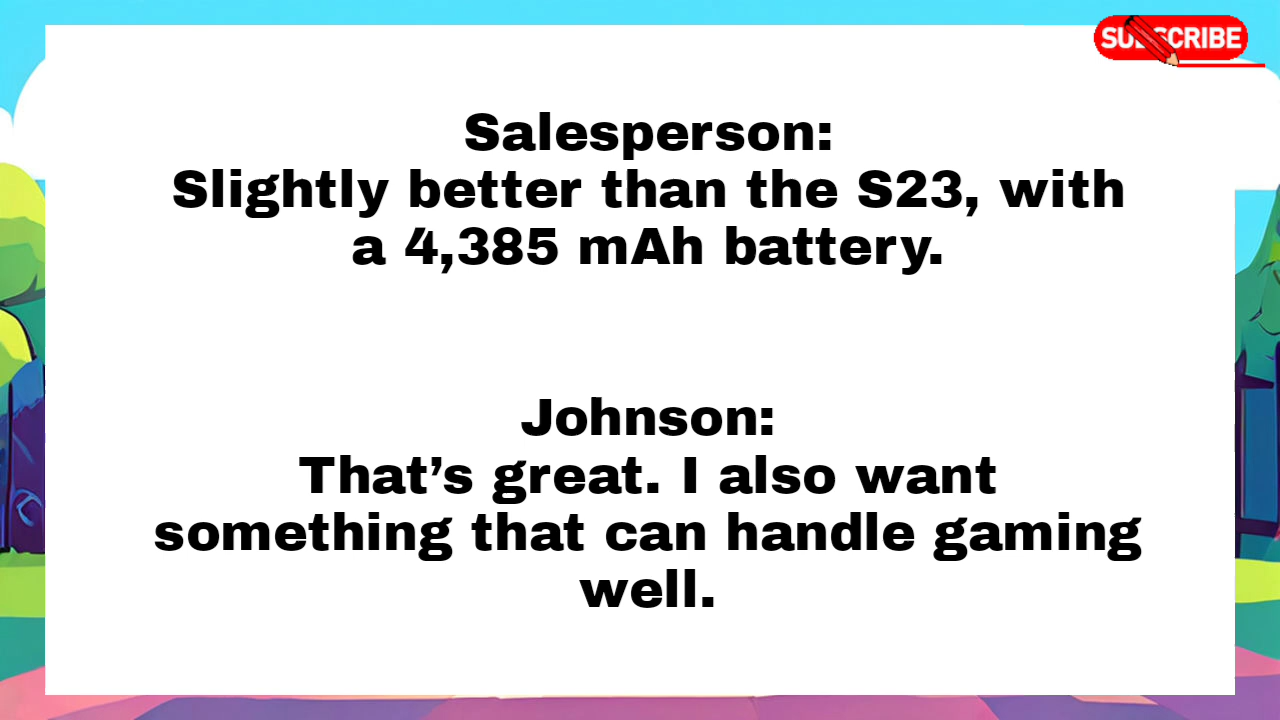 SUBSCRIBE
Salesperson:
Slightly better than the S23, with
a 4,385 mAh battery.
Johnson:
That’s great. I also want
something that can handle gaming
well.